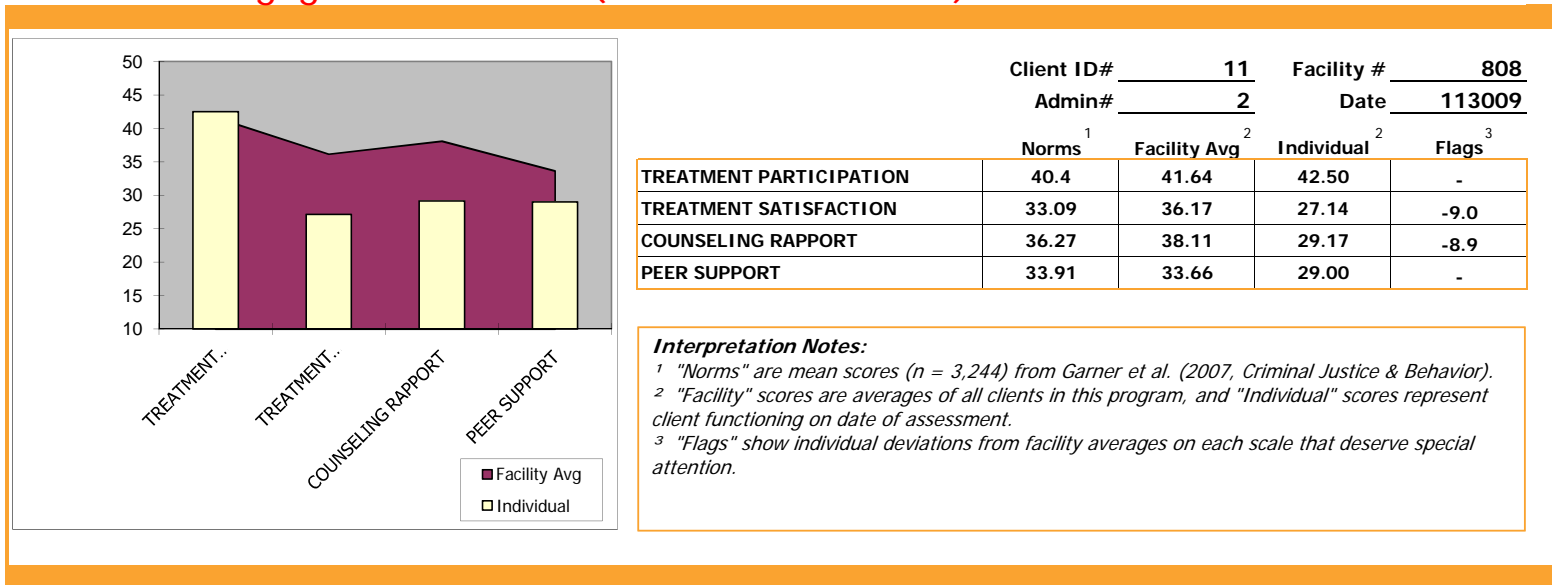 50
45
40
35
30
25
20
15
10
TREATMENT..
TREATMENT..
COUNSELING RAPPORT
PEER SUPPORT
Facility Avg
Individual
Client ID# 11 Facility # 808
Admin# 2 Date 113009
Norms 1 Facility Avg 2 Individual 2 Flags 3
TREATMENT PARTICIPATION 40.4 41.64 42.50 -
TREATMENT SATISFACTION 33.09 36.17 27.14 -9.0
COUNSELING RAPPORT 36.27 38.11 29.17 -8.9
PEER SUPPORT 33.91 33.66 29.00 -
Interpretation Notes:
¹ "Norms" are mean scores (n = 3,244) from Garner et al. (2007, Criminal Justice & Behavior).
² "Facility" scores are averages of all clients in this program, and "Individual" scores represent
client functioning on date of assessment.
³ "Flags" show individual deviations from facility averages on each scale that deserve special
attention.